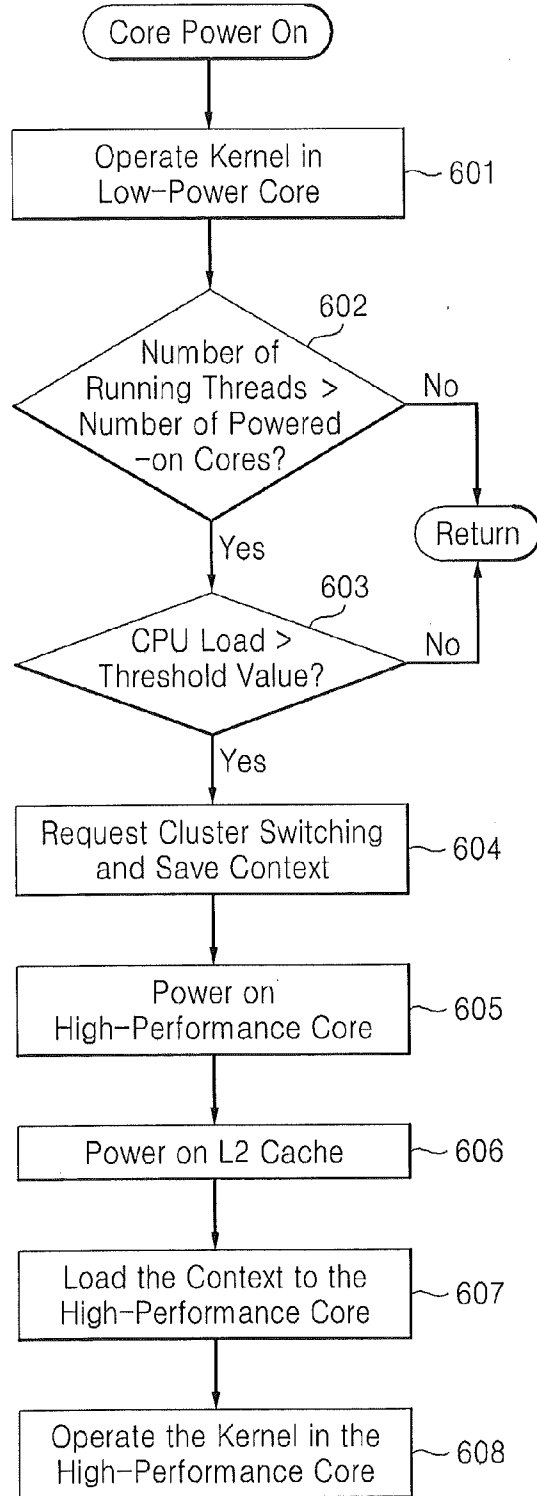 Core Power On
Operate Kernel in
Low-Power Core
601
602
Number of
Running Threads >
Number of Powered
-on Cores?
No
Return
Yes
603
CPU Load >
Threshold Value?
No
Yes
Request Cluster Switching
and Save Context
604
Power on
High-Performance Core
605
Power on L2 Cache
606
Load the Context to the
High-Performance Core
607
Operate the Kernel in the
High-Performance Core
608